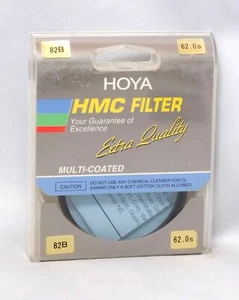 82B 62.0s
HOYA
HMC FILTER
Your Guarantee of
Excellence
Extra Quality
MULTI-COATED
CAUTION DO NOT USE ANY CHEMICAL CLENSER FOR CL-
EANING ONLY A SOFT COTTON CLOTH ALLOWED
82B 62.0s